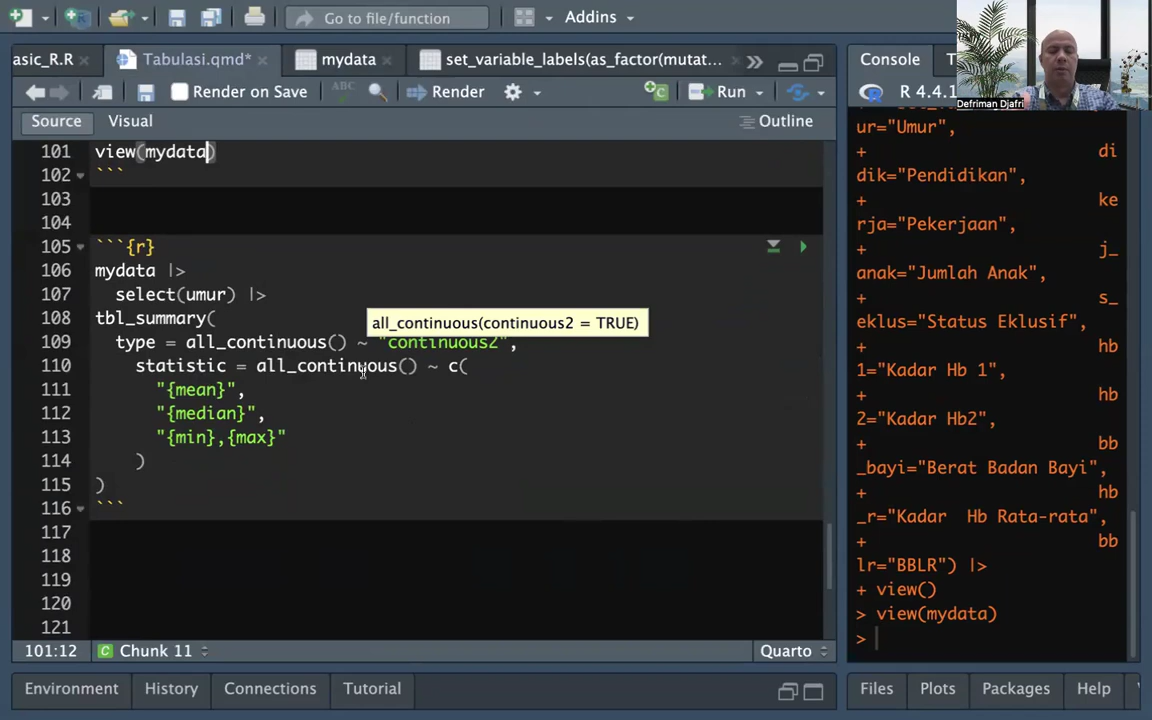 Go to file/function
Addins
asic_R.R
Tabulasi.qmd*
mydata
set_variable_labels(as_factor(mutat...
Render on Save
ABC
Render
Run
Source
Visual
Outline
101 view(mydata)
102 ```
103
104
105 ```{r}
106 mydata |>
107 select(umur) |>
108 tbl_summary(
all_continuous(continuous2 = TRUE)
109 type = all_continuous() ~ "continuous2",
110 statistic = all_continuous() ~ c(
111 "{mean}",
112 "{median}",
113 "{min},{max}"
114 )
115 )
116 ```
117
118
119
120
121
101:12
Chunk 11
Quarto
Environment
History
Connections
Tutorial
Console
Defriman Djafri
R 4.4.1
ur="Umur",
+ di
dik="Pendidikan",
+ ke
rja="Pekerjaan",
+ j_
anak="Jumlah Anak",
+ s_
eklus="Status Eklusif",
+ hb
1="Kadar Hb 1",
+ hb
2="Kadar Hb2",
+ bb
_bayi="Berat Badan Bayi",
+ hb
_r="Kadar  Hb Rata-rata",
+ bb
lr="BBLR") |>
+ view()
> view(mydata)
>
Files
Plots
Packages
Help